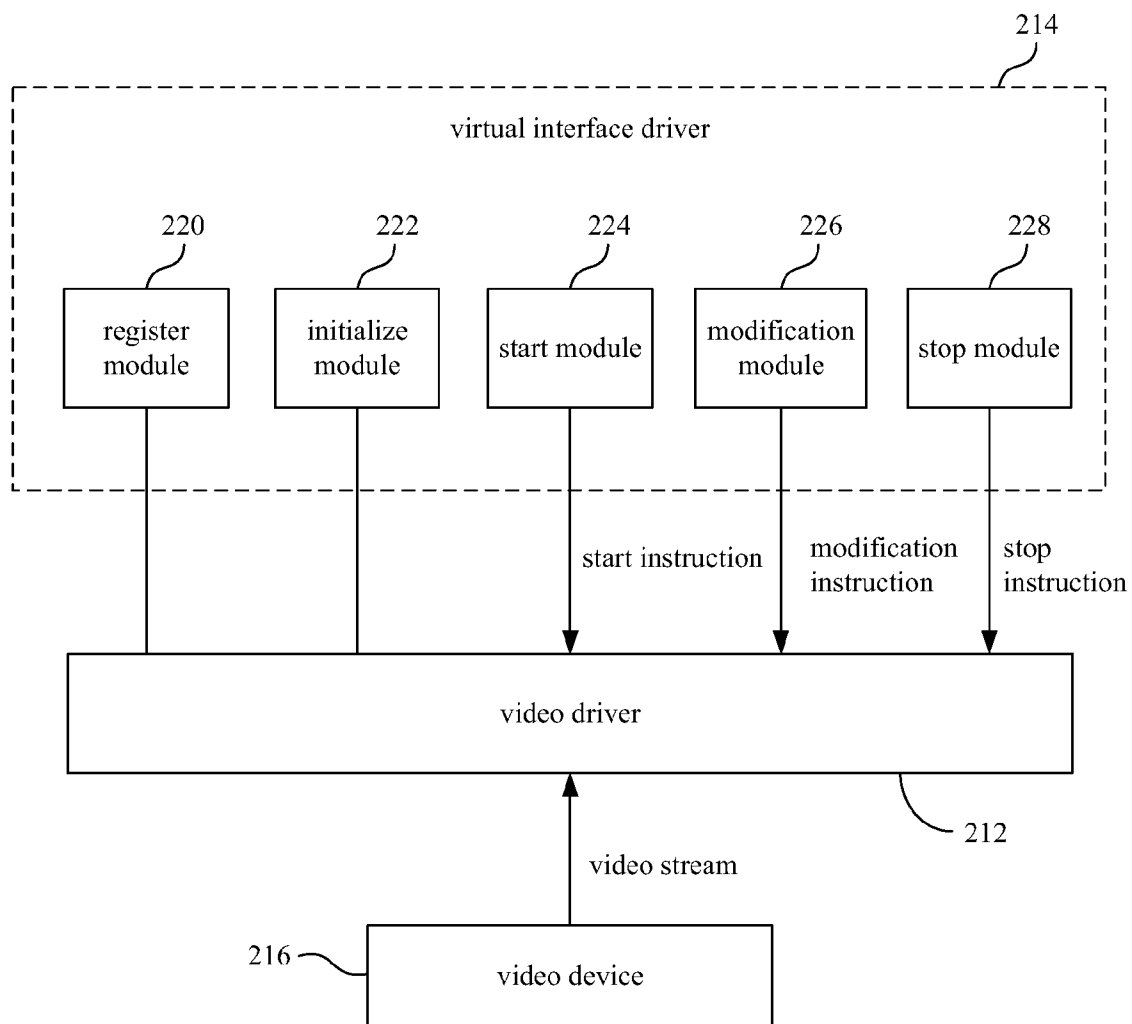 214
virtual interface driver
220
222
224
226
228
register
module
initialize
module
start module
modification
module
stop module
start instruction
modification
instruction
stop
instruction
video driver
212
video stream
216
video device